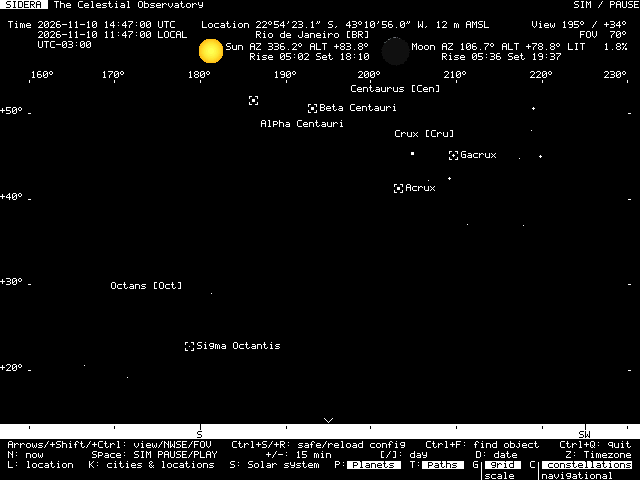 SIDERA The Celestial Observatory SIM / PAUSE
Time 2026-11-10 14:47:00 UTC Location 22°54'23.1" S, 43°10'56.0" W, 12 m AMSL View 195° / +34°
2026-11-10 11:47:00 LOCAL Rio de Janeiro [BR] FOV 70°
UTC-03:00 Sun AZ 336.2° ALT +83.8° Moon AZ 106.7° ALT +78.8° LIT 1.8%
Rise 05:02 Set 18:10 Rise 05:36 Set 19:37
160° 170° 180° 190° 200° 210° 220° 230°
Centaurus [Cen]
+50° Beta Centauri
Alpha Centauri
Crux [Cru]
Gacrux
Acrux
+40°
+30° Octans [Oct]
Sigma Octantis
+20°
S SW
Arrows/+Shift/+Ctrl: view/NWSE/FOV Ctrl+S/+R: safe/reload config Ctrl+F: find object Ctrl+Q: quit
N: now Space: SIM PAUSE/PLAY +/-: 15 min [/]: day D: date Z: Timezone
L: location K: cities & locations S: Solar system P: Planets T: Paths G: grid C: constellations
scale navigational